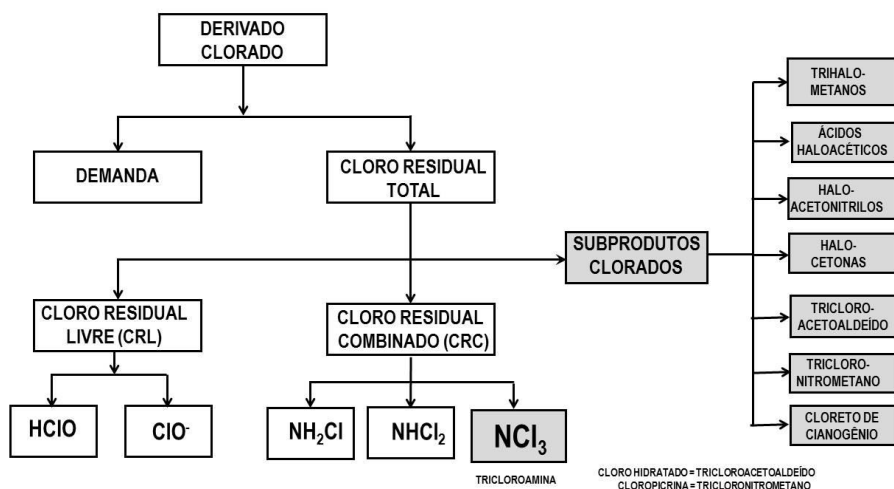 DERIVADO
CLORADO
DEMANDA
CLORO RESIDUAL
TOTAL
SUBPRODUTOS
CLORADOS
CLORO RESIDUAL
LIVRE (CRL)
CLORO RESIDUAL
COMBINADO (CRC)
HClO
ClO⁻
NH₂Cl
NHCl₂
NCl₃
TRICLOROAMINA
TRIHALO-
METANOS
ÁCIDOS
HALOACÉTICOS
HALO-
ACETONITRILOS
HALO-
CETONAS
TRICLORO-
ACETOALDEÍDO
TRICLORO-
NITROMETANO
CLORETO DE
CIANOGÊNIO
CLORO HIDRATADO = TRICLOROACETOALDEÍDO
CLOROPICRINA = TRICLORONITROMETANO